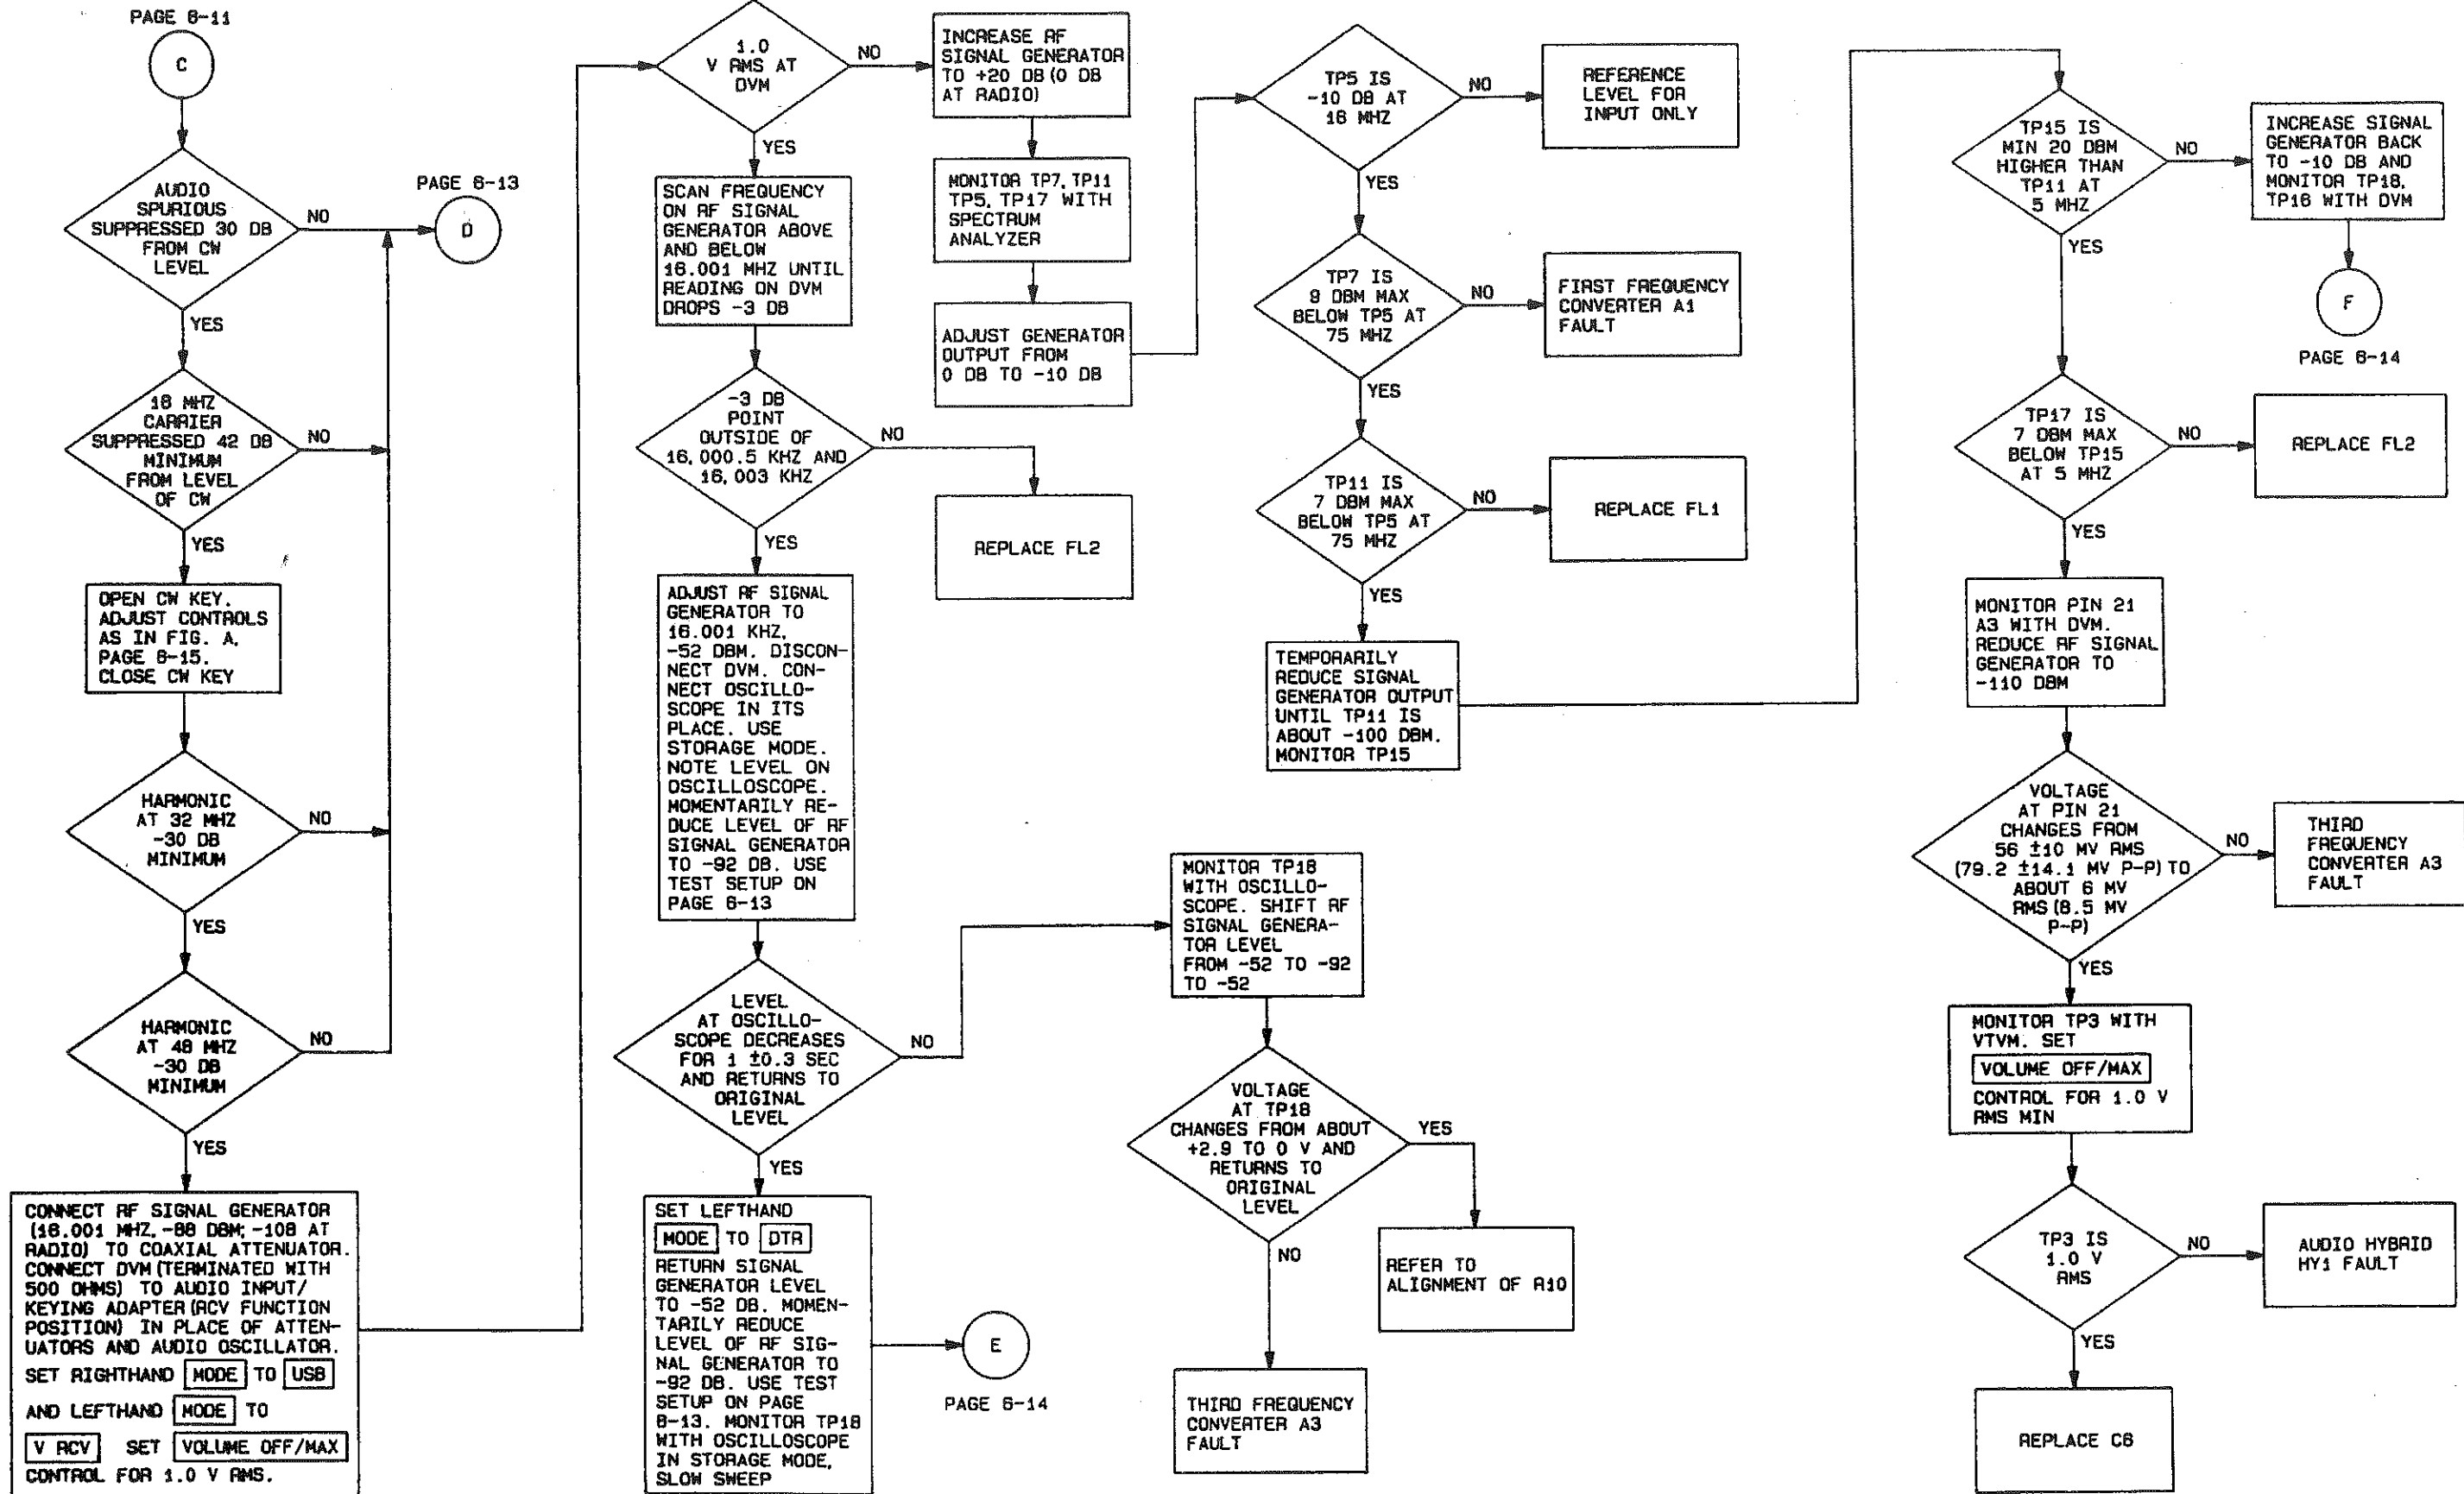 PAGE 6-11
C
AUDIO
SPURIOUS
SUPPRESSED 30 DB
FROM CW
LEVEL
NO
PAGE 6-13
D
YES
16 MHZ
CARRIER
SUPPRESSED 42 DB
MINIMUM
FROM LEVEL
OF CW
NO
YES
OPEN CW KEY.
ADJUST CONTROLS
AS IN FIG. A,
PAGE 6-15.
CLOSE CW KEY
HARMONIC
AT 32 MHZ
-30 DB
MINIMUM
NO
YES
HARMONIC
AT 48 MHZ
-30 DB
MINIMUM
NO
YES
CONNECT RF SIGNAL GENERATOR
(16.001 MHZ, -88 DBM; -108 AT
RADIO) TO COAXIAL ATTENUATOR.
CONNECT DVM (TERMINATED WITH
500 OHMS) TO AUDIO INPUT/
KEYING ADAPTER (RCV FUNCTION
POSITION) IN PLACE OF ATTEN-
UATORS AND AUDIO OSCILLATOR.
SET RIGHTHAND MODE TO USB
AND LEFTHAND MODE TO
V RCV SET VOLUME OFF/MAX
CONTROL FOR 1.0 V RMS.
1.0
V RMS AT
DVM
NO
INCREASE RF
SIGNAL GENERATOR
TO +20 DB (0 DB
AT RADIO)
MONITOR TP7, TP11
TP5, TP17 WITH
SPECTRUM
ANALYZER
ADJUST GENERATOR
OUTPUT FROM
0 DB TO -10 DB
YES
SCAN FREQUENCY
ON RF SIGNAL
GENERATOR ABOVE
AND BELOW
16.001 MHZ UNTIL
READING ON DVM
DROPS -3 DB
-3 DB
POINT
OUTSIDE OF
16,000.5 KHZ AND
16,003 KHZ
NO
REPLACE FL2
YES
ADJUST RF SIGNAL
GENERATOR TO
16.001 KHZ,
-52 DBM. DISCON-
NECT DVM. CON-
NECT OSCILLO-
SCOPE IN ITS
PLACE. USE
STORAGE MODE.
NOTE LEVEL ON
OSCILLOSCOPE.
MOMENTARILY RE-
DUCE LEVEL OF RF
SIGNAL GENERATOR
TO -92 DB. USE
TEST SETUP ON
PAGE 6-13
LEVEL
AT OSCILLO-
SCOPE DECREASES
FOR 1 ±0.3 SEC
AND RETURNS TO
ORIGINAL
LEVEL
NO
YES
SET LEFTHAND
MODE TO DTR
RETURN SIGNAL
GENERATOR LEVEL
TO -52 DB. MOMEN-
TARILY REDUCE
LEVEL OF RF SIG-
NAL GENERATOR TO
-92 DB. USE TEST
SETUP ON PAGE
6-13. MONITOR TP18
WITH OSCILLOSCOPE
IN STORAGE MODE,
SLOW SWEEP
E
PAGE 6-14
MONITOR TP18
WITH OSCILLO-
SCOPE. SHIFT RF
SIGNAL GENERA-
TOR LEVEL
FROM -52 TO -92
TO -52
VOLTAGE
AT TP18
CHANGES FROM ABOUT
+2.9 TO 0 V AND
RETURNS TO
ORIGINAL
LEVEL
YES
REFER TO
ALIGNMENT OF R10
NO
THIRD FREQUENCY
CONVERTER A3
FAULT
TP5 IS
-10 DB AT
16 MHZ
NO
REFERENCE
LEVEL FOR
INPUT ONLY
YES
TP7 IS
9 DBM MAX
BELOW TP5 AT
75 MHZ
NO
FIRST FREQUENCY
CONVERTER A1
FAULT
YES
TP11 IS
7 DBM MAX
BELOW TP5 AT
75 MHZ
NO
REPLACE FL1
YES
TEMPORARILY
REDUCE SIGNAL
GENERATOR OUTPUT
UNTIL TP11 IS
ABOUT -100 DBM.
MONITOR TP15
TP15 IS
MIN 20 DBM
HIGHER THAN
TP11 AT
5 MHZ
NO
INCREASE SIGNAL
GENERATOR BACK
TO -10 DB AND
MONITOR TP18,
TP16 WITH DVM
F
PAGE 6-14
YES
TP17 IS
7 DBM MAX
BELOW TP15
AT 5 MHZ
NO
REPLACE FL2
YES
MONITOR PIN 21
A3 WITH DVM.
REDUCE RF SIGNAL
GENERATOR TO
-110 DBM
VOLTAGE
AT PIN 21
CHANGES FROM
56 ±10 MV RMS
(79.2 ±14.1 MV P-P) TO
ABOUT 6 MV
RMS (8.5 MV
P-P)
NO
THIRD
FREQUENCY
CONVERTER A3
FAULT
YES
MONITOR TP3 WITH
VTVM. SET
VOLUME OFF/MAX
CONTROL FOR 1.0 V
RMS MIN
TP3 IS
1.0 V
RMS
NO
AUDIO HYBRID
HY1 FAULT
YES
REPLACE C6